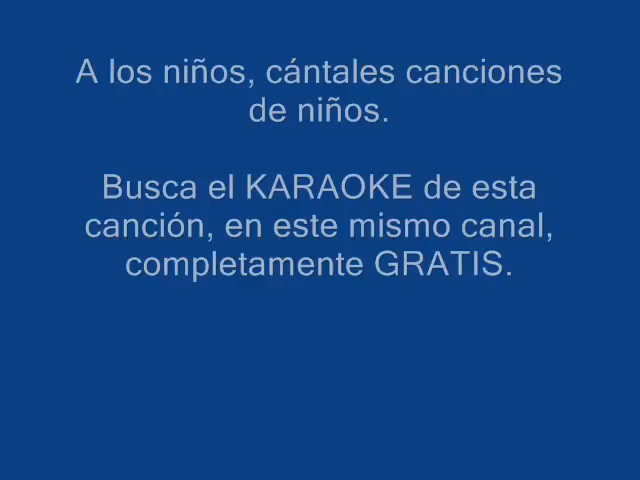 A los niños, cántales canciones
de niños.
Busca el KARAOKE de esta
canción, en este mismo canal,
completamente GRATIS.